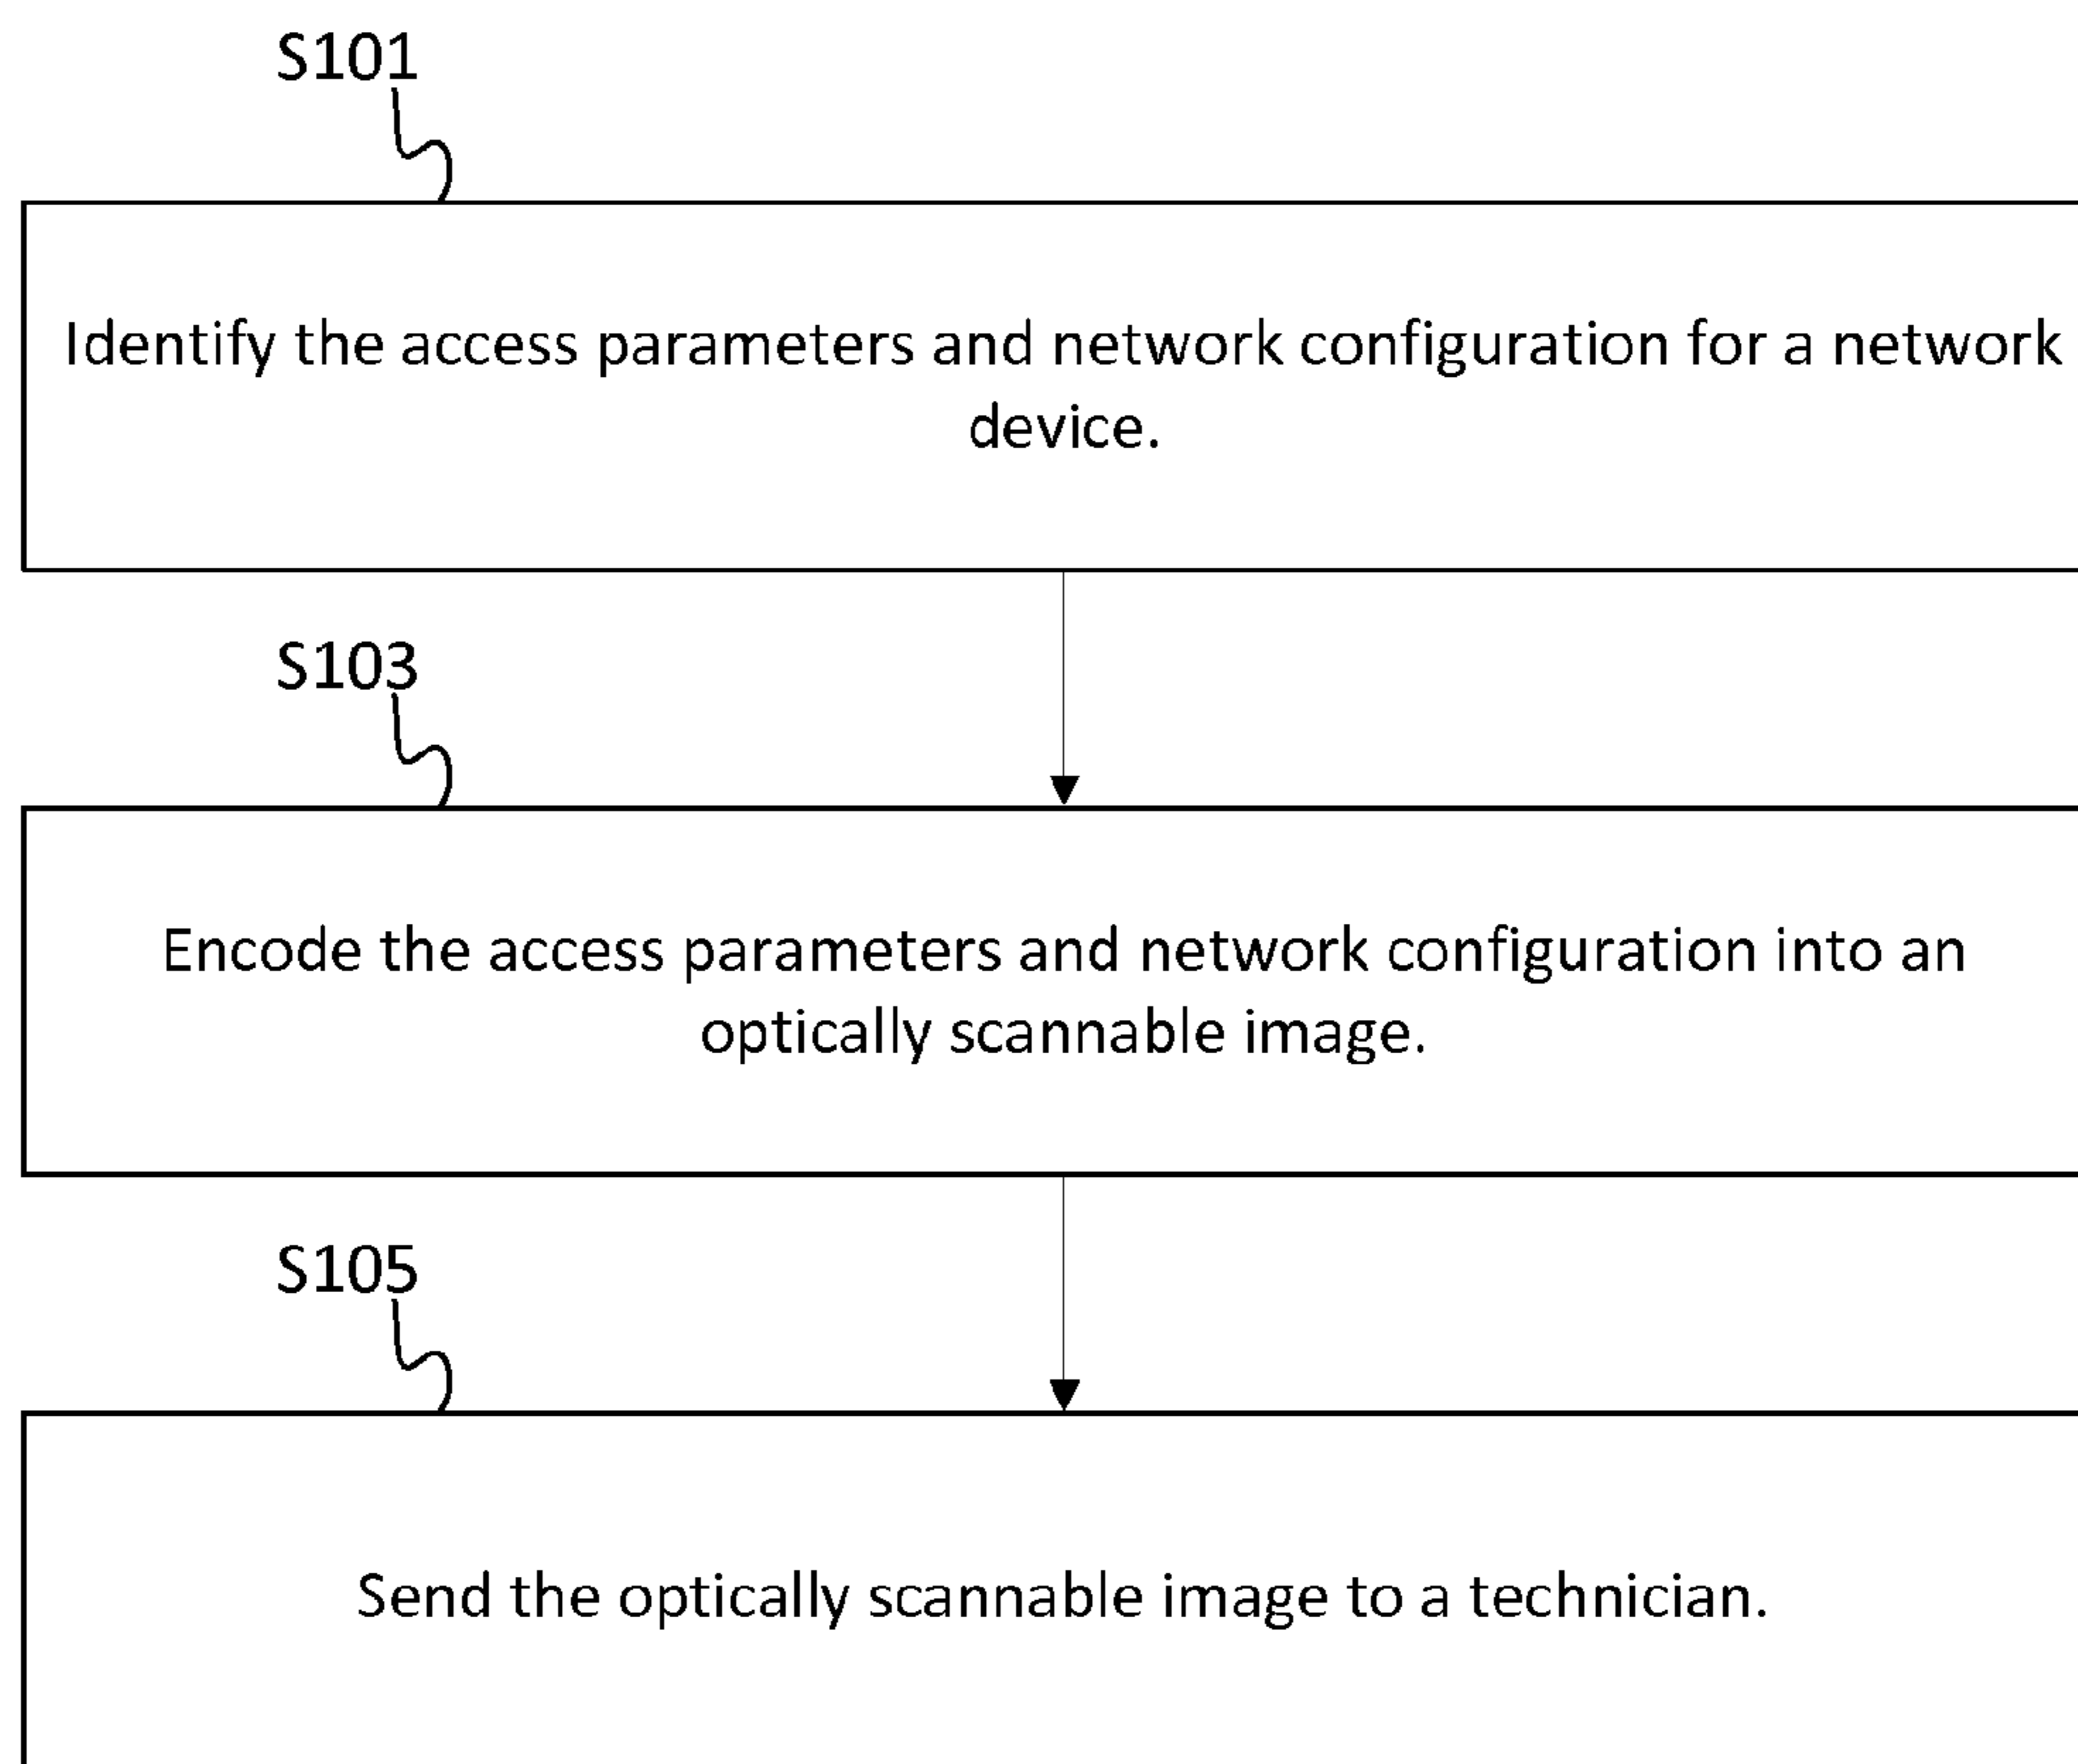 S101
Identify the access parameters and network configuration for a network
device.
S103
Encode the access parameters and network configuration into an
optically scannable image.
S105
Send the optically scannable image to a technician.